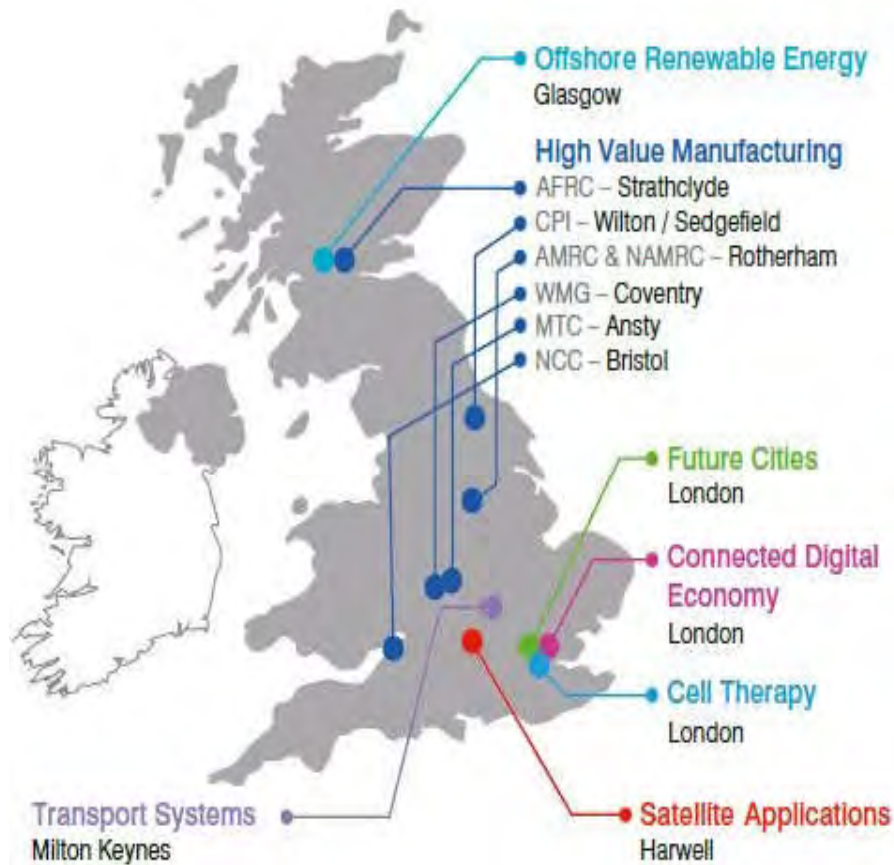 Offshore Renewable Energy
Glasgow
High Value Manufacturing
AFRC – Strathclyde
CPI – Wilton / Sedgefield
AMRC & NAMRC – Rotherham
WMG – Coventry
MTC – Ansty
NCC – Bristol
Future Cities
London
Connected Digital
Economy
London
Cell Therapy
London
Transport Systems
Milton Keynes
Satellite Applications
Harwell